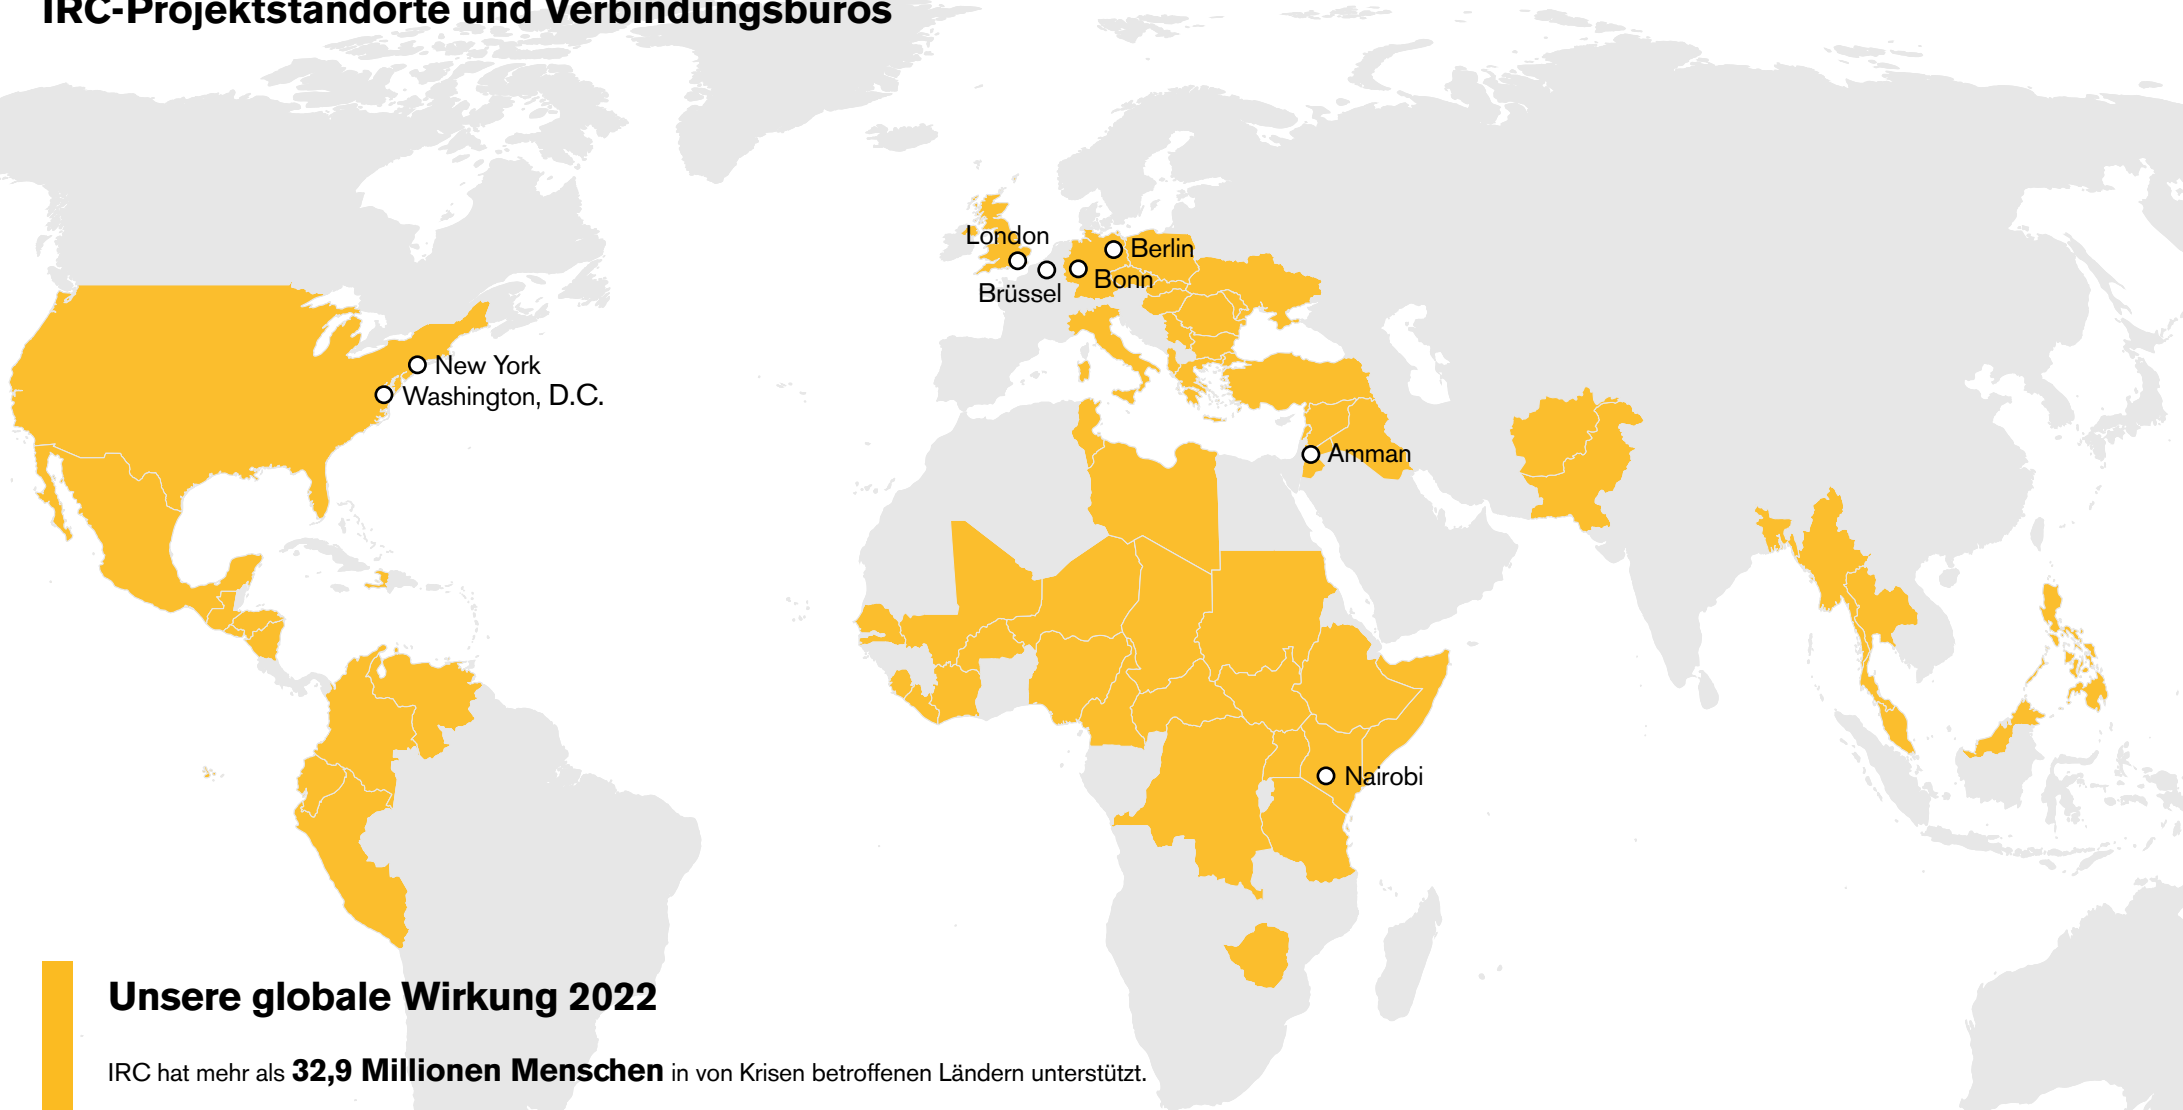 IRC-Projektstandorte und Verbindungsbüros
London
Berlin
Bonn
Brüssel
New York
Washington, D.C.
Amman
Nairobi
Unsere globale Wirkung 2022
IRC hat mehr als 32,9 Millionen Menschen in von Krisen betroffenen Ländern unterstützt.